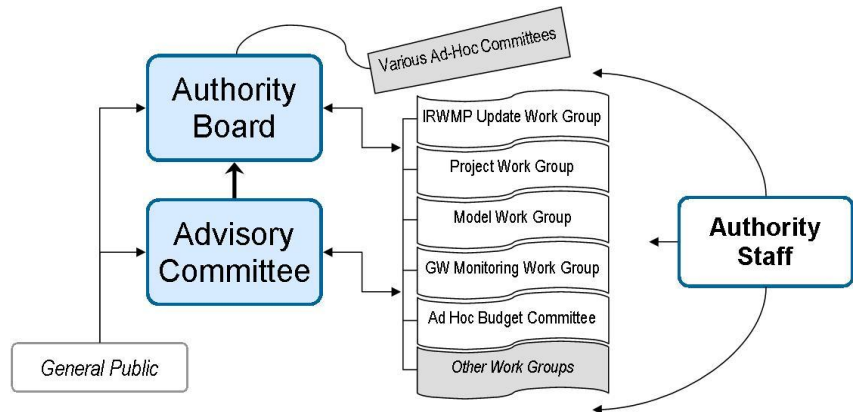 Various Ad-Hoc Committees
Authority
Board
IRWMP Update Work Group
Project Work Group
Model Work Group
Advisory
Committee
GW Monitoring Work Group
Ad Hoc Budget Committee
Other Work Groups
Authority
Staff
General Public